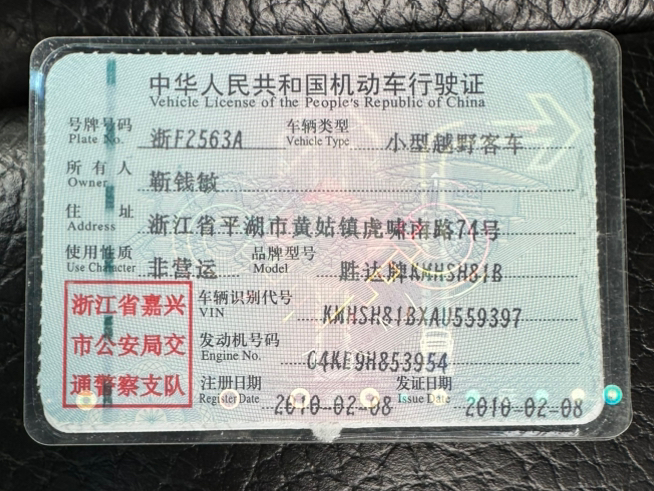 中华人民共和国机动车行驶证
Vehicle License of the People's Republic of China
号牌号码 浙F2563A 车辆类型 小型越野客车
Plate No. Vehicle Type
所有人 靳钱敏
Owner
住址 浙江省平湖市黄姑镇虎啸南路74号
Address
使用性质 非营运 品牌型号 胜达牌KMHSH81B
Use Character Model
浙江省嘉兴
市公安局交
通警察支队
车辆识别代号 KMHSH81BXAU559397
VIN
发动机号码 G4KE9H853954
Engine No.
注册日期 2010-02-08 发证日期 2010-02-08
Register Date Issue Date